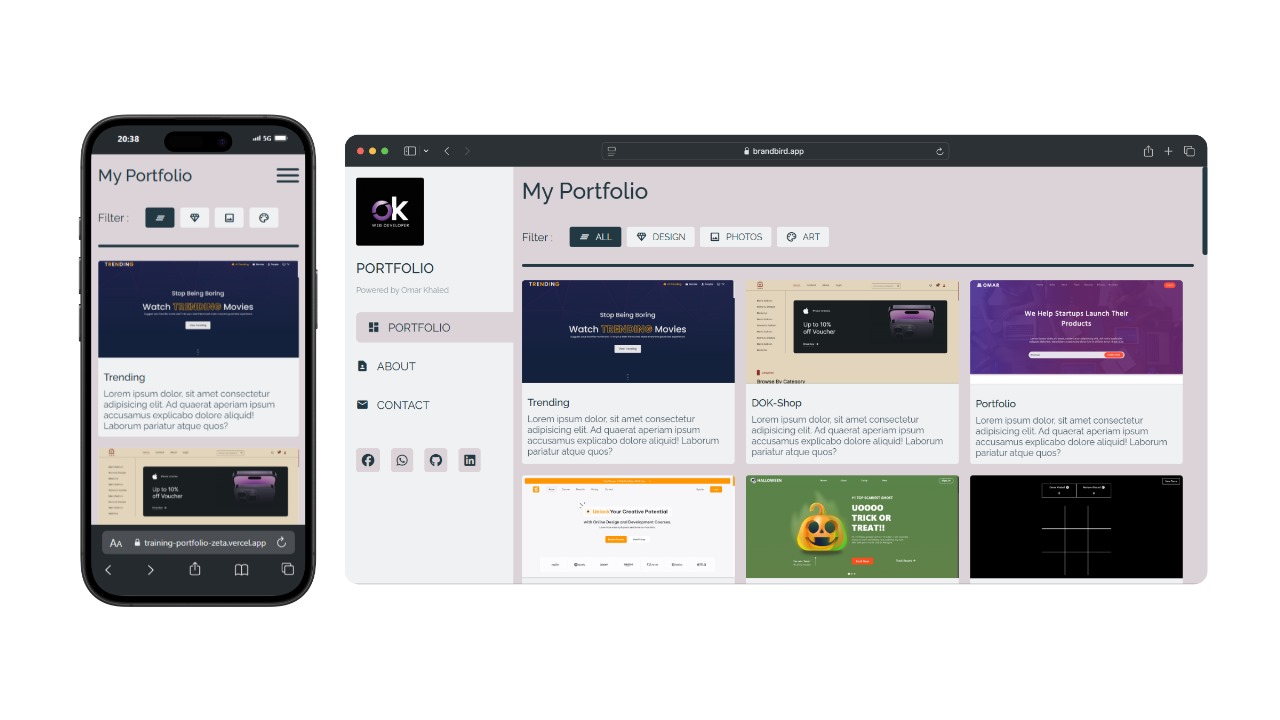 20:38
5G
My Portfolio
Filter :
TRENDING
Stop Being Boring
Watch TRENDING Movies
Trending
Lorem ipsum dolor, sit amet consectetur
adipisicing elit. Ad quaerat aperiam ipsum
accusamus explicabo dolore aliquid!
Laborum pariatur atque quos?
Up to 10%
off Voucher
AA training-portfolio-zeta.vercel.app
brandbird.app
ok
WEB DEVELOPER
PORTFOLIO
Powered by Omar Khaled
PORTFOLIO
ABOUT
CONTACT
My Portfolio
Filter :
ALL
DESIGN
PHOTOS
ART
TRENDING
Stop Being Boring
Watch TRENDING Movies
Trending
Lorem ipsum dolor, sit amet consectetur
adipisicing elit. Ad quaerat aperiam ipsum
accusamus explicabo dolore aliquid! Laborum
pariatur atque quos?
Up to 10%
off Voucher
Browse By Category
DOK-Shop
Lorem ipsum dolor, sit amet consectetur
adipisicing elit. Ad quaerat aperiam ipsum
accusamus explicabo dolore aliquid! Laborum
pariatur atque quos?
OMAR
We Help Startups Launch Their
Products
Portfolio
Lorem ipsum dolor, sit amet consectetur
adipisicing elit. Ad quaerat aperiam ipsum
accusamus explicabo dolore aliquid! Laborum
pariatur atque quos?
Unlock Your Creative Potential
with Online Design and Development Courses.
HALLOWEEN
#1 TOP SCARIEST GHOST
UOOOO
TRICK OR
TREAT!!